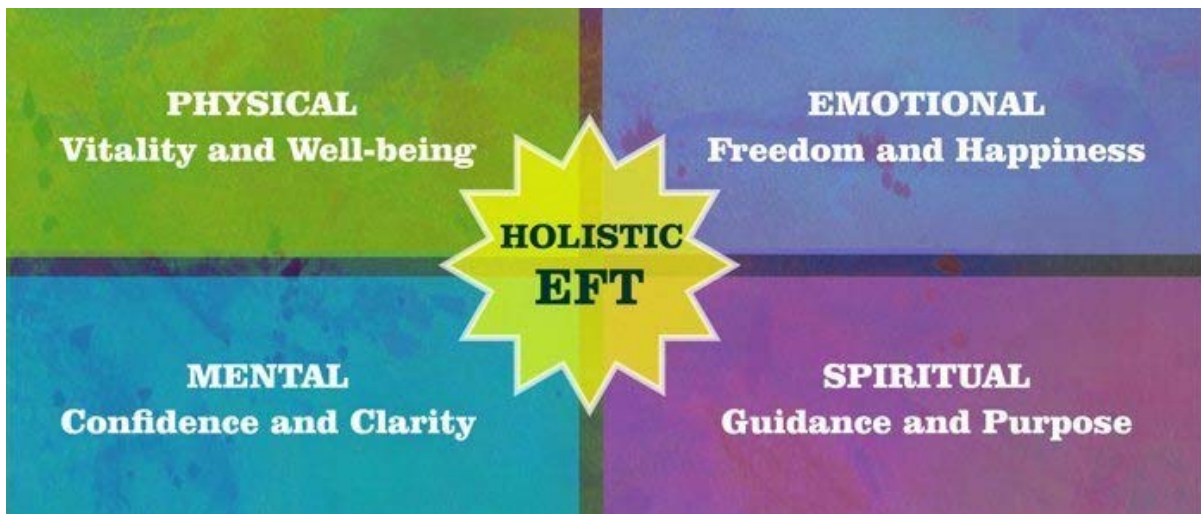 PHYSICAL
Vitality and Well-being
EMOTIONAL
Freedom and Happiness
HOLISTIC
EFT
MENTAL
Confidence and Clarity
SPIRITUAL
Guidance and Purpose